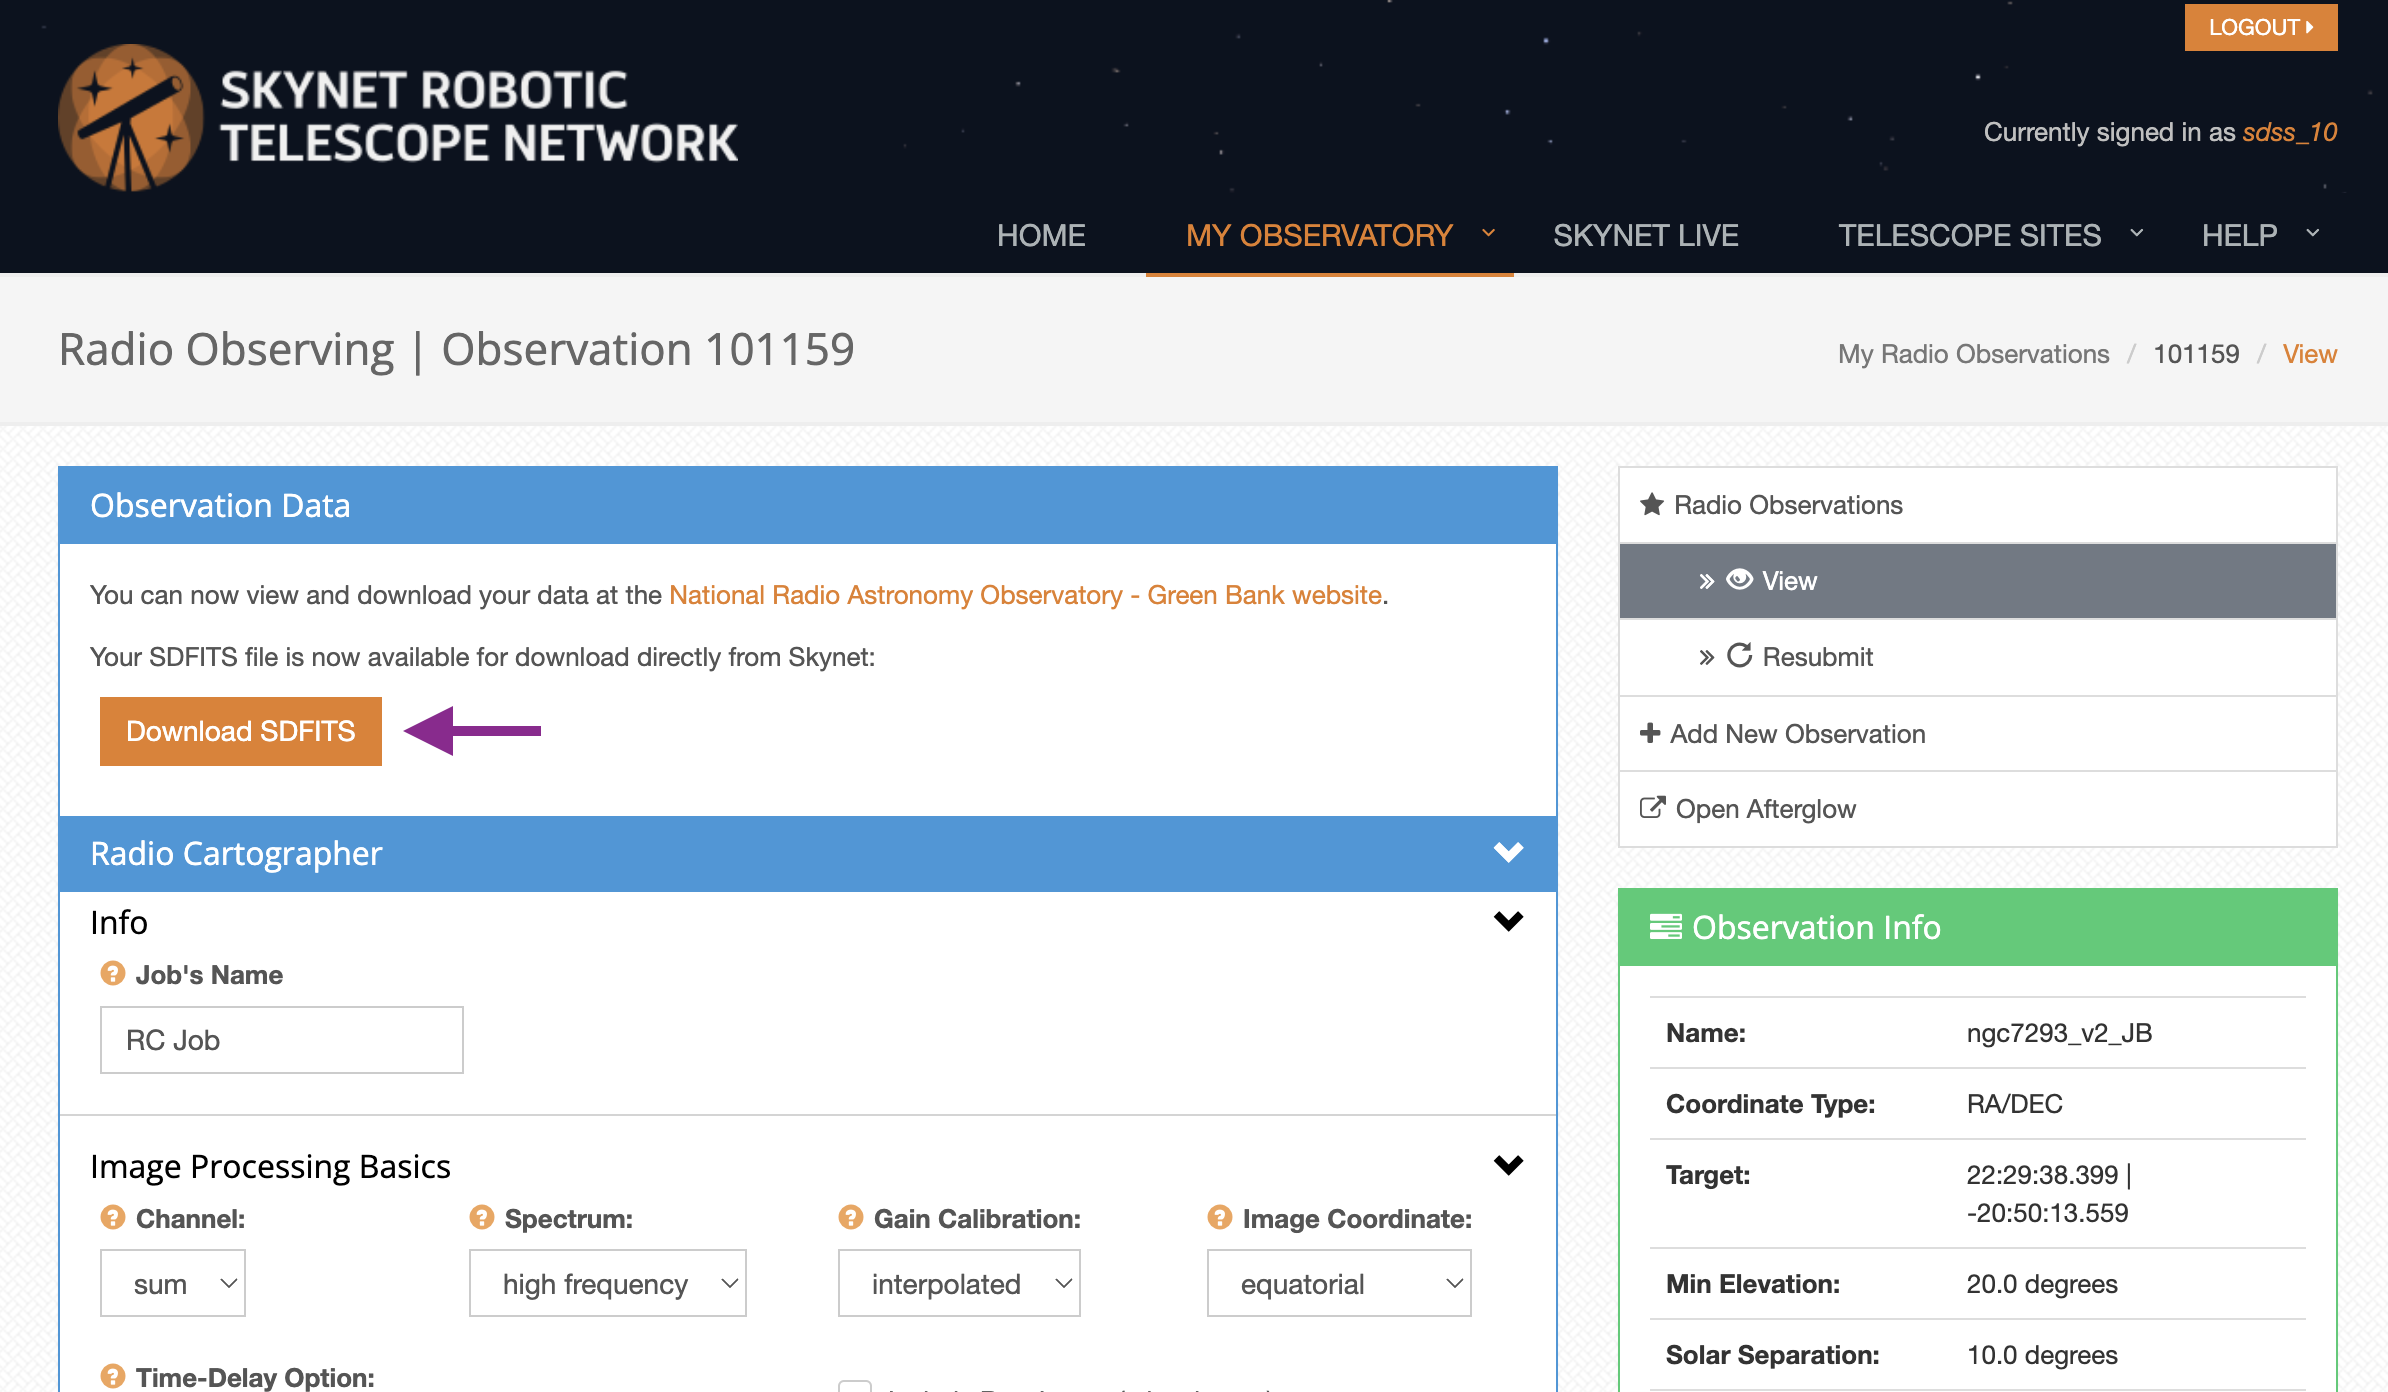 LOGOUT
SKYNET ROBOTIC
TELESCOPE NETWORK
Currently signed in as sdss_10
HOME MY OBSERVATORY SKYNET LIVE TELESCOPE SITES HELP
Radio Observing | Observation 101159
My Radio Observations / 101159 / View
Observation Data
You can now view and download your data at the National Radio Astronomy Observatory - Green Bank website.
Your SDFITS file is now available for download directly from Skynet:
Download SDFITS
Radio Cartographer
Info
Job's Name
RC Job
Image Processing Basics
Channel: Spectrum: Gain Calibration: Image Coordinate:
sum high frequency interpolated equatorial
Time-Delay Option:
Radio Observations
View
Resubmit
Add New Observation
Open Afterglow
Observation Info
Name: ngc7293_v2_JB
Coordinate Type: RA/DEC
Target: 22:29:38.399 |
-20:50:13.559
Min Elevation: 20.0 degrees
Solar Separation: 10.0 degrees